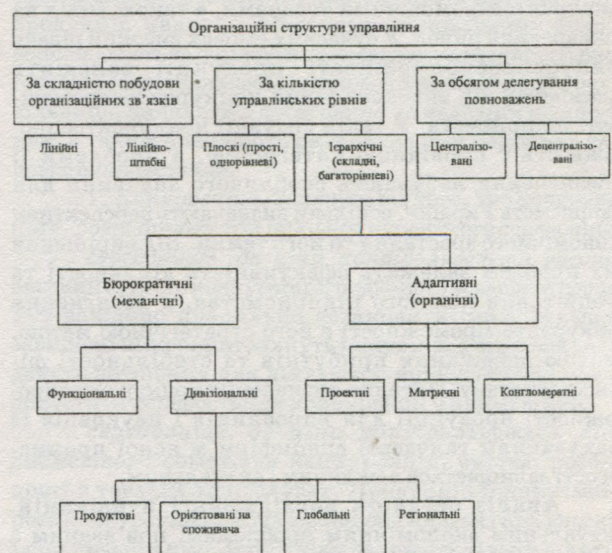 Організаційні структури управління
За складністю побудови
організаційних зв’язків
За кількістю
управлінських рівнів
За обсягом делегування
повноважень
Лінійні
Лінійно-
штабні
Плоскі (прості,
однорівневі)
Ієрархічні
(складні,
багаторівневі)
Централізо-
вані
Децентралізо-
вані
Бюрократичні
(механічні)
Адаптивні
(органічні)
Функціональні
Дивізіональні
Проектні
Матричні
Конгломератні
Продуктові
Орієнтовані на
споживача
Глобальні
Регіональні